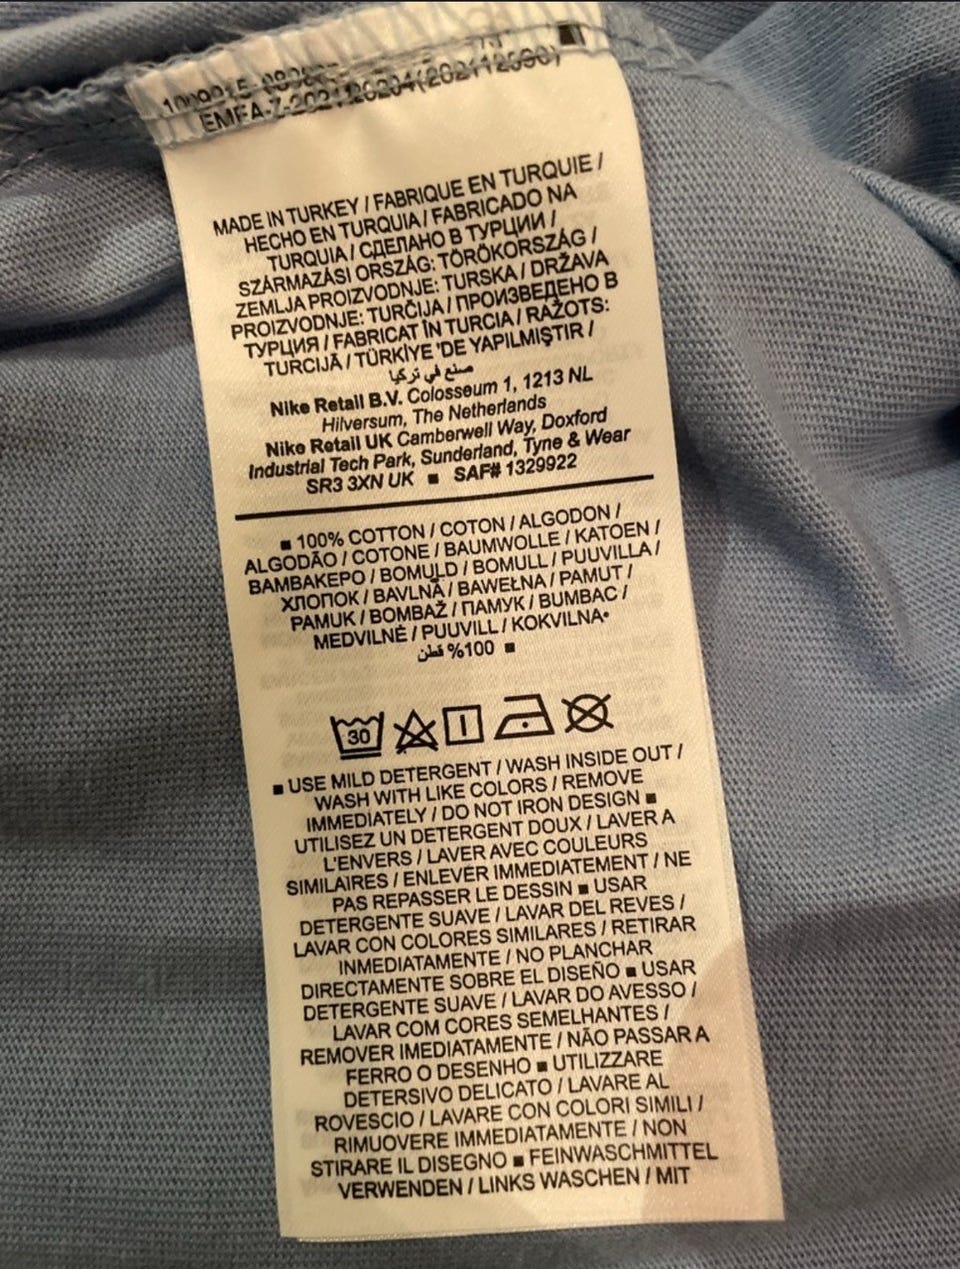 EMFA-Z-2021120204(202112590)
MADE IN TURKEY / FABRIQUE EN TURQUIE /
HECHO EN TURQUIA / FABRICADO NA
TURQUIA / СДЕЛАНО В ТУРЦИИ /
SZÁRMAZÁSI ORSZÁG: TÖRÖKORSZÁG /
ZEMLJA PROIZVODNJE: TURSKA / DRŽAVA
PROIZVODNJE: TURČIJA / ПРОИЗВЕДЕНО В
ТУРЦИЯ / FABRICAT ÎN TURCIA / RAŽOTS:
TURCIJĀ / TÜRKİYE 'DE YAPILMIŞTIR /
صنع في تركيا
Nike Retail B.V. Colosseum 1, 1213 NL
Hilversum, The Netherlands
Nike Retail UK Camberwell Way, Doxford
Industrial Tech Park, Sunderland, Tyne & Wear
SR3 3XN UK ■ SAF# 1329922
■ 100% COTTON / COTON / ALGODON /
ALGODÃO / COTONE / BAUMWOLLE / KATOEN /
ΒΑΜΒΑΚΕΡΟ / BOMULD / BOMULL / PUUVILLA /
ХЛОПОК / BAVLNĀ / BAWEŁNA / PAMUT /
PAMUK / BOMBAŽ / ПАМУК / BUMBAC /
MEDVILNĖ / PUUVILL / KOKVILNA•
100% قطن ■
30
■ USE MILD DETERGENT / WASH INSIDE OUT /
WASH WITH LIKE COLORS / REMOVE
IMMEDIATELY / DO NOT IRON DESIGN ■
UTILISEZ UN DETERGENT DOUX / LAVER A
L'ENVERS / LAVER AVEC COULEURS
SIMILAIRES / ENLEVER IMMEDIATEMENT / NE
PAS REPASSER LE DESSIN ■ USAR
DETERGENTE SUAVE / LAVAR DEL REVES /
LAVAR CON COLORES SIMILARES / RETIRAR
INMEDIATAMENTE / NO PLANCHAR
DIRECTAMENTE SOBRE EL DISEÑO ■ USAR
DETERGENTE SUAVE / LAVAR DO AVESSO /
LAVAR COM CORES SEMELHANTES /
REMOVER IMEDIATAMENTE / NÃO PASSAR A
FERRO O DESENHO ■ UTILIZZARE
DETERSIVO DELICATO / LAVARE AL
ROVESCIO / LAVARE CON COLORI SIMILI /
RIMUOVERE IMMEDIATAMENTE / NON
STIRARE IL DISEGNO ■ FEINWASCHMITTEL
VERWENDEN / LINKS WASCHEN / MIT